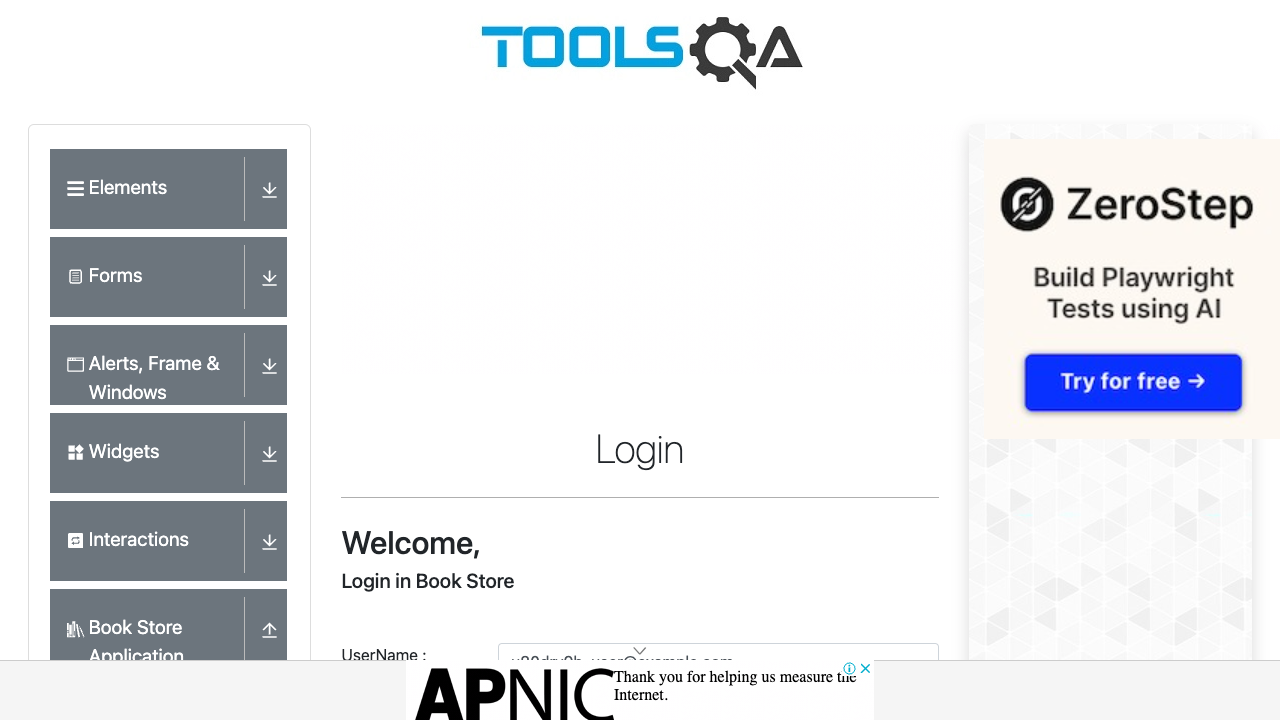 TOOLSQA
Elements
Forms
Alerts, Frame &
Windows
Widgets
Interactions
Book Store
Application
Login
Welcome,
Login in Book Store
UserName :
ZeroStep
Build Playwright
Tests using AI
Try for free →
APNIC
Thank you for helping us measure the
Internet.